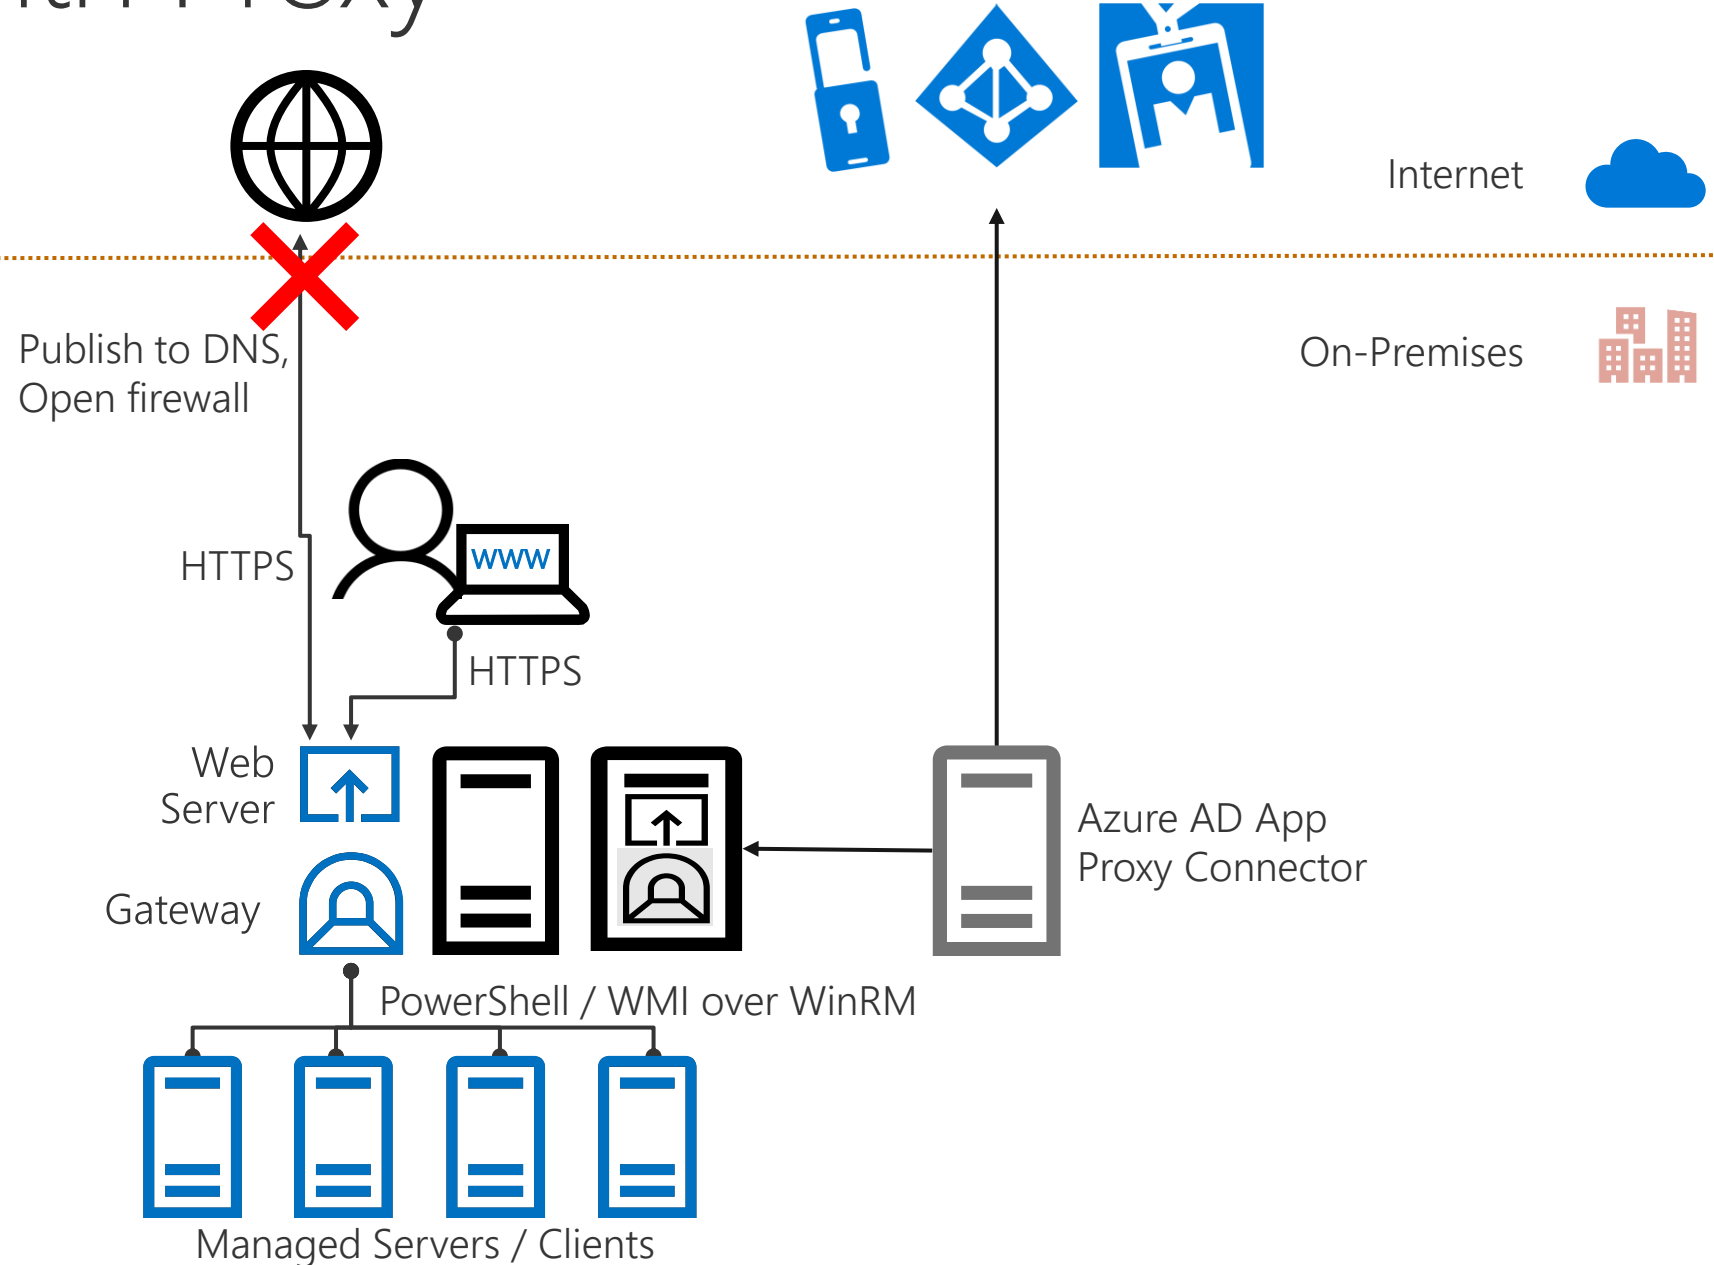 Proxy
Internet
On-Premises
Publish to DNS,
Open firewall
HTTPS
www
HTTPS
Web
Server
Azure AD App
Proxy Connector
Gateway
PowerShell / WMI over WinRM
Managed Servers / Clients